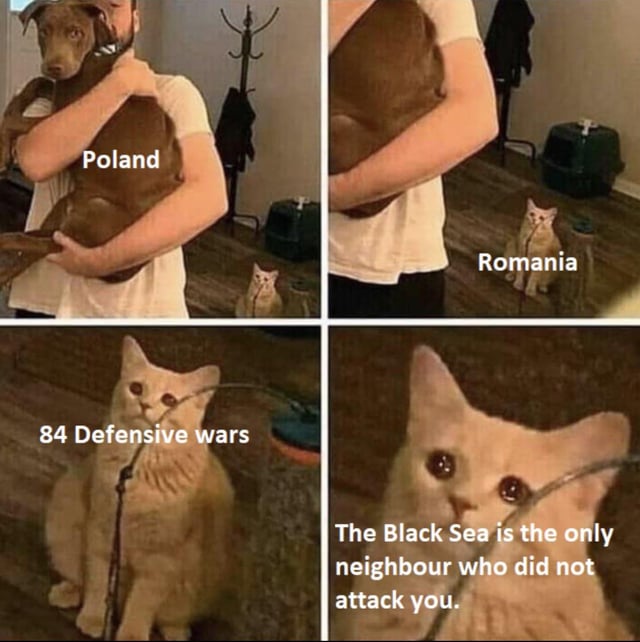 Poland
Romania
84 Defensive wars
The Black Sea is the only
neighbour who did not
attack you.